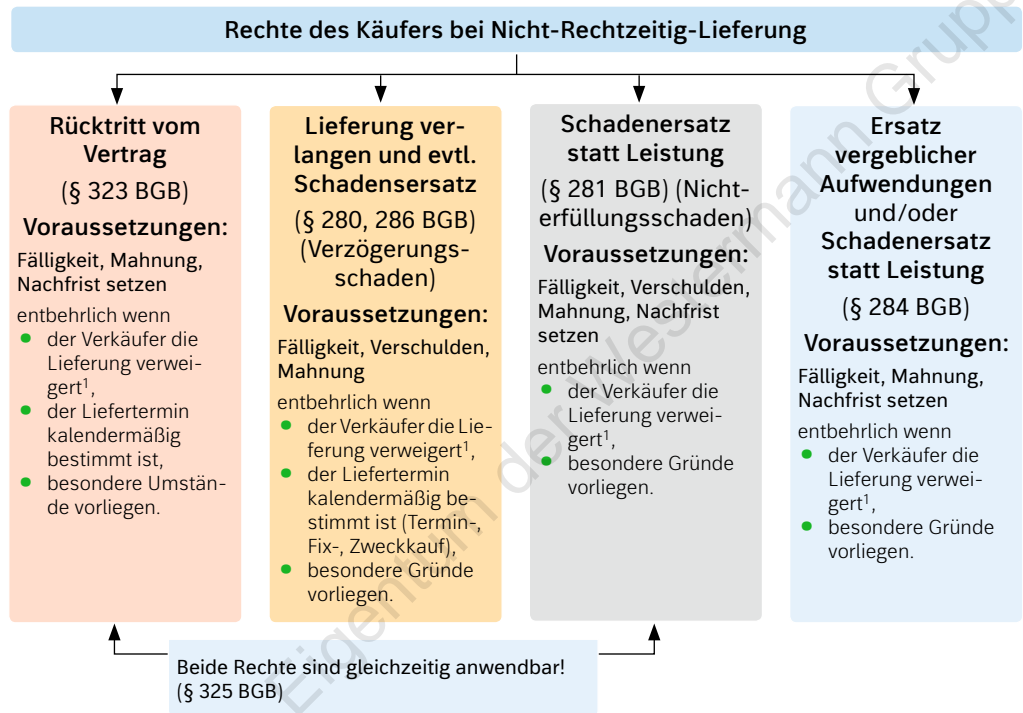 Rechte des Käufers bei Nicht-Rechtzeitig-Lieferung
Rücktritt vom
Vertrag
(§ 323 BGB)
Voraussetzungen:
Fälligkeit, Mahnung,
Nachfrist setzen
entbehrlich wenn
• der Verkäufer die
Lieferung verwei-
gert¹,
• der Liefertermin
kalendermäßig
bestimmt ist,
• besondere Umstän-
de vorliegen.
Lieferung ver-
langen und evtl.
Schadensersatz
(§ 280, 286 BGB)
(Verzögerungs-
schaden)
Voraussetzungen:
Fälligkeit, Verschulden,
Mahnung
entbehrlich wenn
• der Verkäufer die Lie-
ferung verweigert¹,
• der Liefertermin
kalendermäßig be-
stimmt ist (Termin-,
Fix-, Zweckkauf),
• besondere Gründe
vorliegen.
Schadenersatz
statt Leistung
(§ 281 BGB) (Nicht-
erfüllungsschaden)
Voraussetzungen:
Fälligkeit, Verschulden,
Mahnung, Nachfrist
setzen
entbehrlich wenn
• der Verkäufer die
Lieferung verwei-
gert¹,
• besondere Gründe
vorliegen.
Ersatz
vergeblicher
Aufwendungen
und/oder
Schadenersatz
statt Leistung
(§ 284 BGB)
Voraussetzungen:
Fälligkeit, Mahnung,
Nachfrist setzen
entbehrlich wenn
• der Verkäufer die
Lieferung verwei-
gert¹,
• besondere Gründe
vorliegen.
Beide Rechte sind gleichzeitig anwendbar!
(§ 325 BGB)
Eigentum der Westermann Grupp